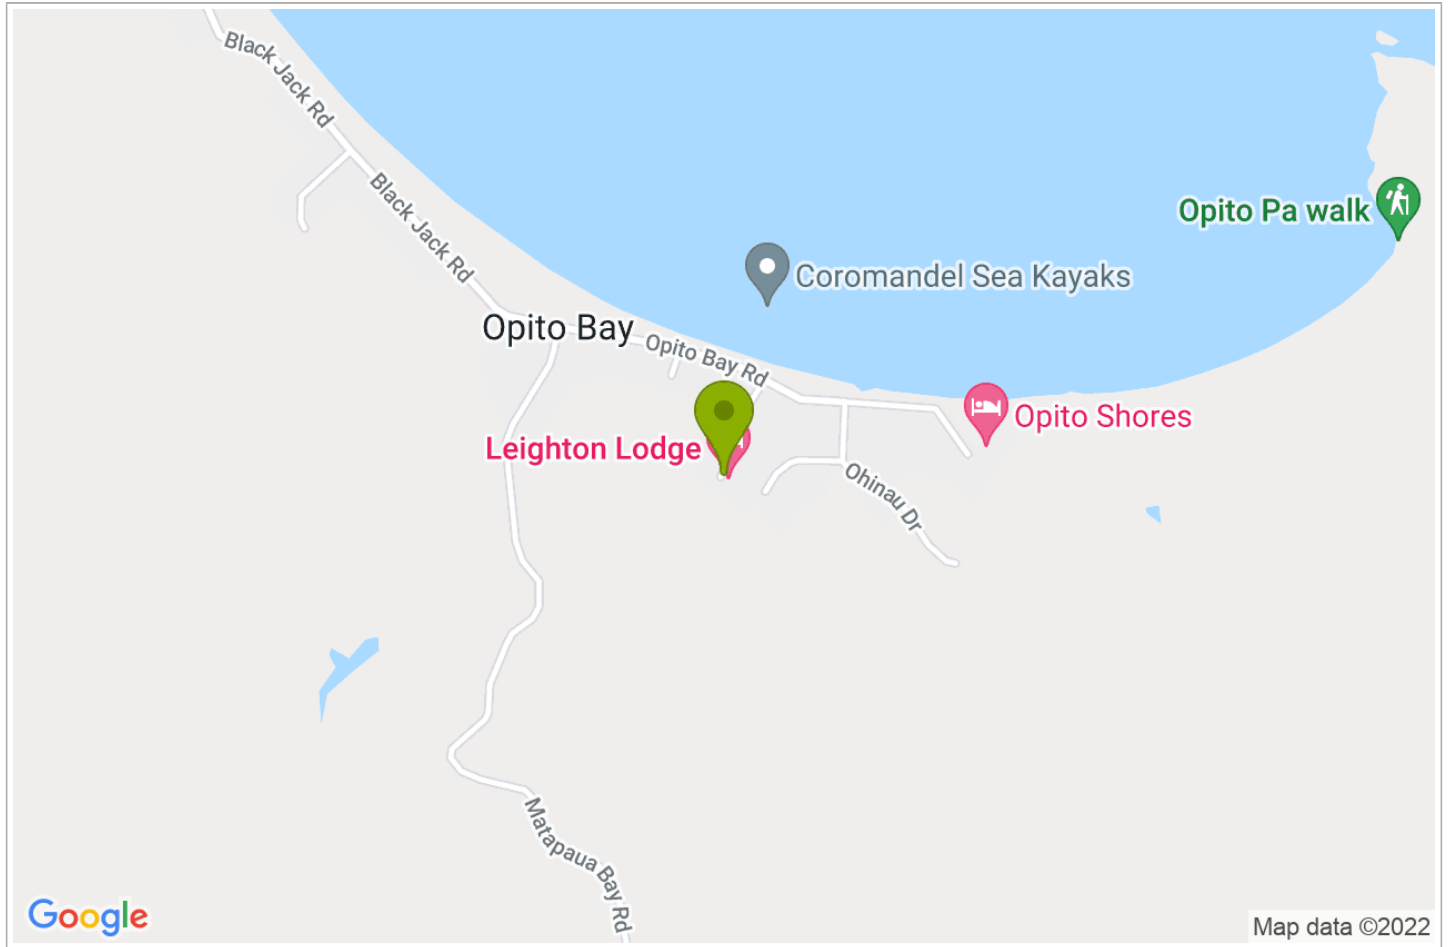 Black Jack Rd
Black Jack Rd
Opito Pa walk
Coromandel Sea Kayaks
Opito Bay
Opito Bay Rd
Opito Shores
Leighton Lodge
Ohinau Dr
Matapaua Bay Rd
Google
Map data ©2022